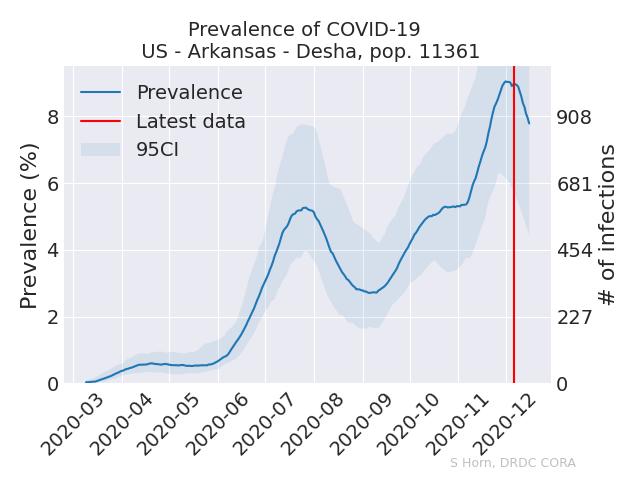 Prevalence of COVID-19
US - Arkansas - Desha, pop. 11361
Prevalence
Latest data
95CI
Prevalence (%)
8
6
4
2
0
908
681
454
227
0
# of infections
2020-03
2020-04
2020-05
2020-06
2020-07
2020-08
2020-09
2020-10
2020-11
2020-12
S Horn, DRDC CORA